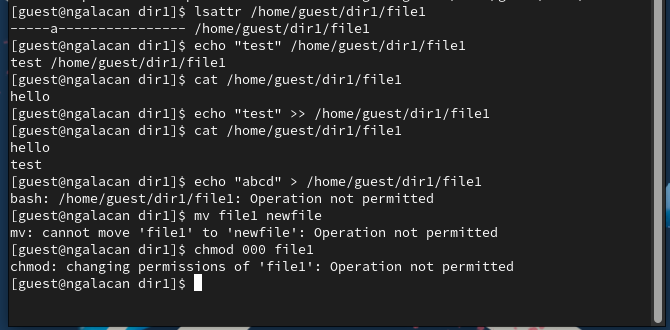 [guest@ngalacan dir1]$ lsattr /home/guest/dir1/file1
-----a---------------- /home/guest/dir1/file1
[guest@ngalacan dir1]$ echo "test" /home/guest/dir1/file1
test /home/guest/dir1/file1
[guest@ngalacan dir1]$ cat /home/guest/dir1/file1
hello
[guest@ngalacan dir1]$ echo "test" >> /home/guest/dir1/file1
[guest@ngalacan dir1]$ cat /home/guest/dir1/file1
hello
test
[guest@ngalacan dir1]$ echo "abcd" > /home/guest/dir1/file1
bash: /home/guest/dir1/file1: Operation not permitted
[guest@ngalacan dir1]$ mv file1 newfile
mv: cannot move 'file1' to 'newfile': Operation not permitted
[guest@ngalacan dir1]$ chmod 000 file1
chmod: changing permissions of 'file1': Operation not permitted
[guest@ngalacan dir1]$